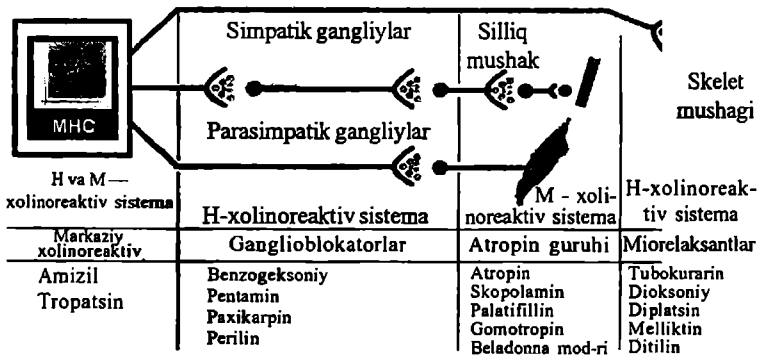 Simpatik gangliylar
Silliq
mushak
Skelet
mushagi
MHC
Parasimpatik gangliylar
H va M —
xolinoreaktiv sistema
H-xolinoreaktiv sistema
M - xoli-
noreaktiv sistema
H-xolinoreak-
tiv sistema
Markaziy
xolinoreaktiv
Ganglioblokatorlar
Atropin guruhi
Miorelaksantlar
Amizil
Tropatsin
Benzogeksoniy
Pentamin
Paxikarpin
Perilin
Atropin
Skopolamin
Palatifillin
Gomotropin
Beladonna mod-ri
Tubokurarin
Dioksoniy
Diplatsin
Melliktin
Ditilin